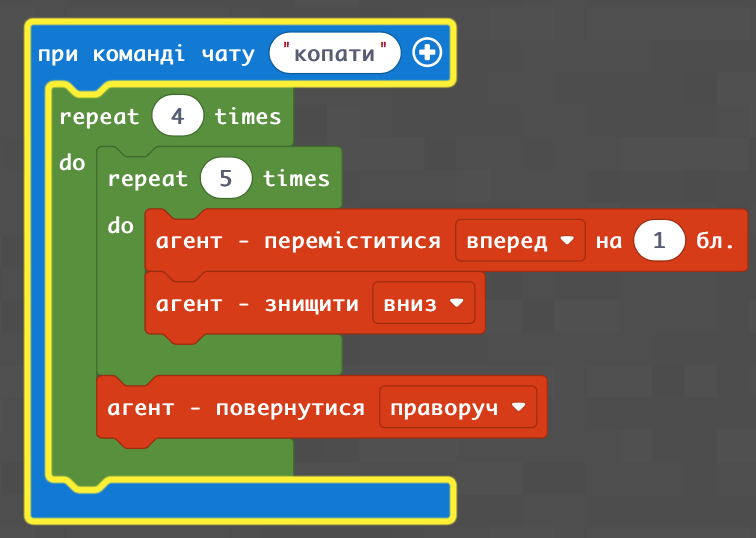 при команді чату "копати"
repeat 4 times
do
repeat 5 times
do
агент - переміститися вперед на 1 бл.
агент - знищити вниз
агент - повернутися праворуч